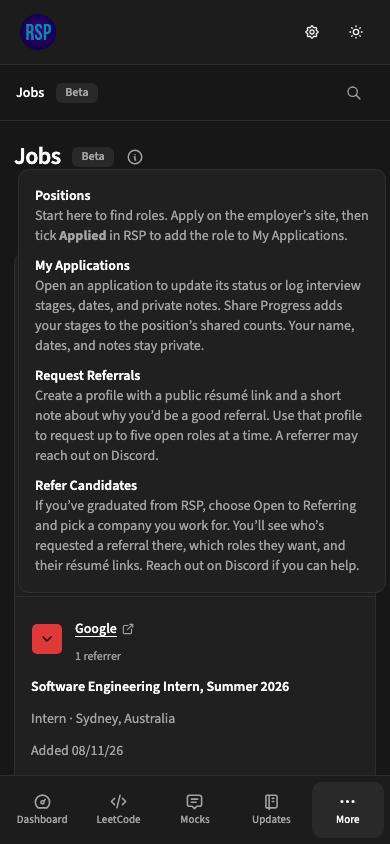 RSP
Jobs Beta
Jobs Beta
Positions
Start here to find roles. Apply on the employer’s site, then
tick Applied in RSP to add the role to My Applications.
My Applications
Open an application to update its status or log interview
stages, dates, and private notes. Share Progress adds
your stages to the position’s shared counts. Your name,
dates, and notes stay private.
Request Referrals
Create a profile with a public résumé link and a short
note about why you’d be a good referral. Use that profile
to request up to five open roles at a time. A referrer may
reach out on Discord.
Refer Candidates
If you’ve graduated from RSP, choose Open to Referring
and pick a company you work for. You’ll see who’s
requested a referral there, which roles they want, and
their résumé links. Reach out on Discord if you can help.
Google
1 referrer
Software Engineering Intern, Summer 2026
Intern · Sydney, Australia
Added 08/11/26
Dashboard LeetCode Mocks Updates More